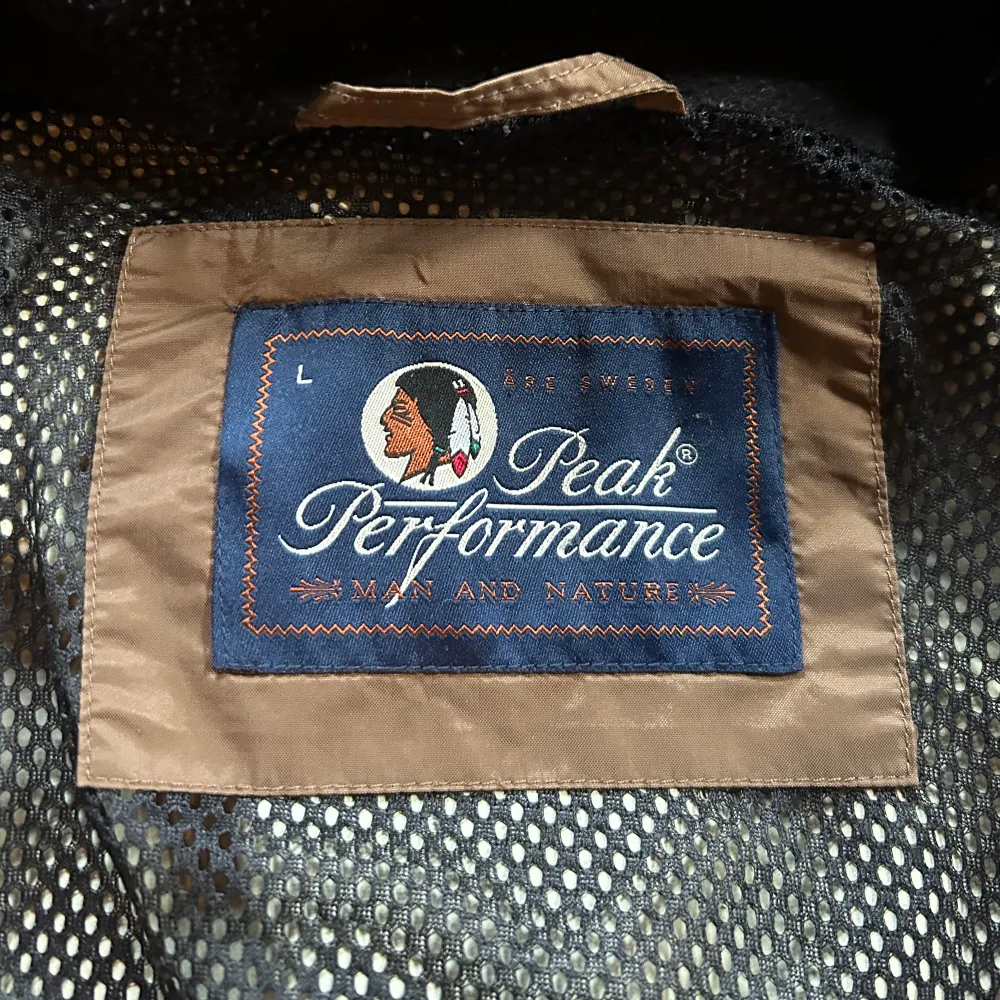 L
ÅRE SWEDEN
Peak®
Performance
MAN AND NATURE